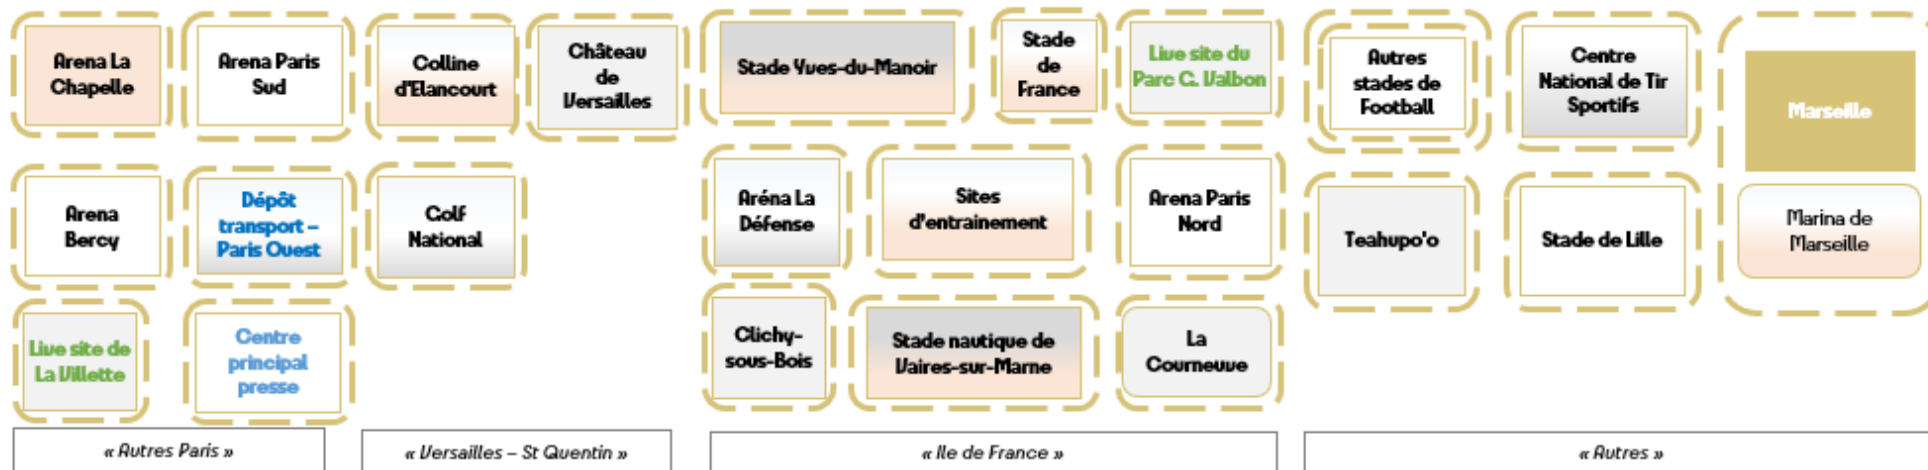 Arena La
Chapelle
Arena Paris
Sud
Colline
d'Elancourt
Château
de
Versailles
Stade Yves-du-Manoir
Stade
de
France
Live site du
Parc G. Valbon
Autres
stades de
Football
Centre
National de Tir
Sportifs
Marseille
Arena
Bercy
Dépôt
transport –
Paris Ouest
Golf
National
Aréna La
Défense
Sites
d'entrainement
Arena Paris
Nord
Teahupo'o
Stade de Lille
Marina de
Marseille
Live site de
La Villette
Centre
principal
presse
Clichy-
sous-Bois
Stade nautique de
Vaires-sur-Marne
La
Courneuve
« Autres Paris »
« Versailles – St Quentin »
« Ile de France »
« Autres »